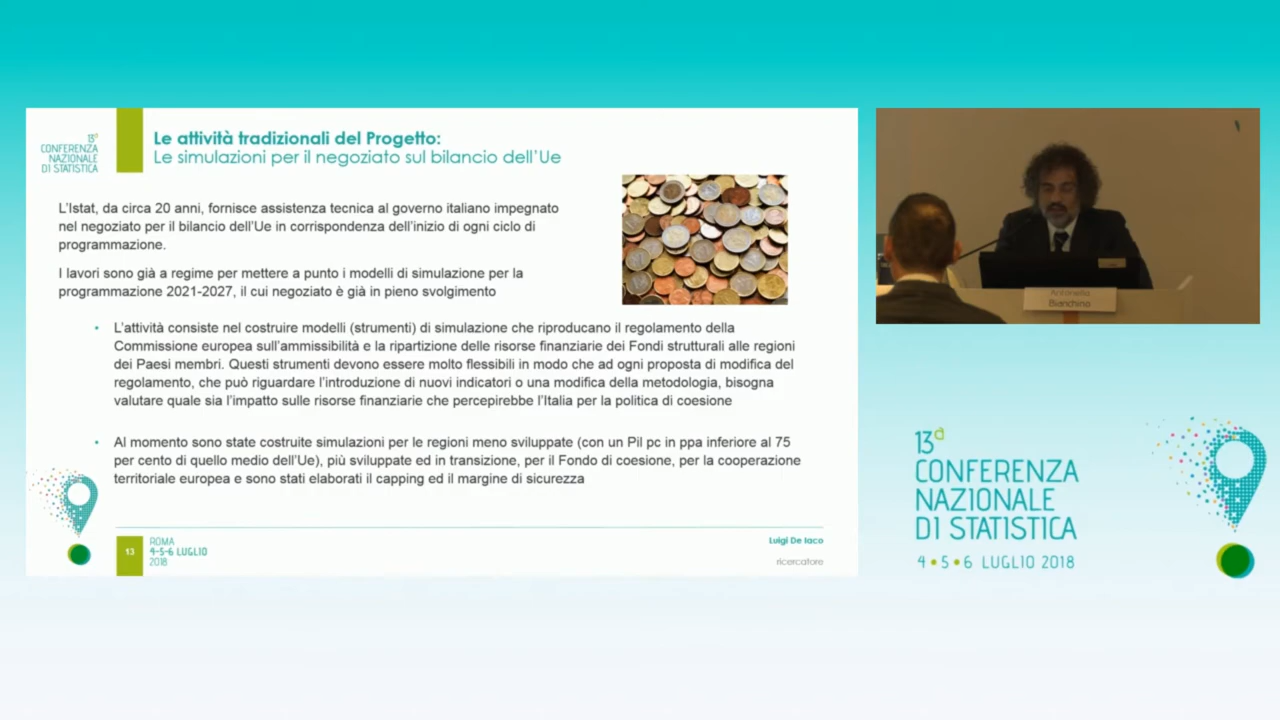 13ª
CONFERENZA
NAZIONALE
DI STATISTICA
Le attività tradizionali del Progetto:
Le simulazioni per il negoziato sul bilancio dell'Ue
L'Istat, da circa 20 anni, fornisce assistenza tecnica al governo italiano impegnato
nel negoziato per il bilancio dell'Ue in corrispondenza dell'inizio di ogni ciclo di
programmazione.
I lavori sono già a regime per mettere a punto i modelli di simulazione per la
programmazione 2021-2027, il cui negoziato è già in pieno svolgimento
• L'attività consiste nel costruire modelli (strumenti) di simulazione che riproducano il regolamento della
Commissione europea sull'ammissibilità e la ripartizione delle risorse finanziarie dei Fondi strutturali alle regioni
dei Paesi membri. Questi strumenti devono essere molto flessibili in modo che ad ogni proposta di modifica del
regolamento, che può riguardare l'introduzione di nuovi indicatori o una modifica della metodologia, bisogna
valutare quale sia l'impatto sulle risorse finanziarie che percepirebbe l'Italia per la politica di coesione
• Al momento sono state costruite simulazioni per le regioni meno sviluppate (con un Pil pc in ppa inferiore al 75
per cento di quello medio dell'Ue), più sviluppate ed in transizione, per il Fondo di coesione, per la cooperazione
territoriale europea e sono stati elaborati il capping ed il margine di sicurezza
13
ROMA
4-5-6 LUGLIO
2018
Luigi De Iaco
ricercatore
Antonella
Bianchino
13ª
CONFERENZA
NAZIONALE
DI STATISTICA
4 • 5 • 6 LUGLIO 2018